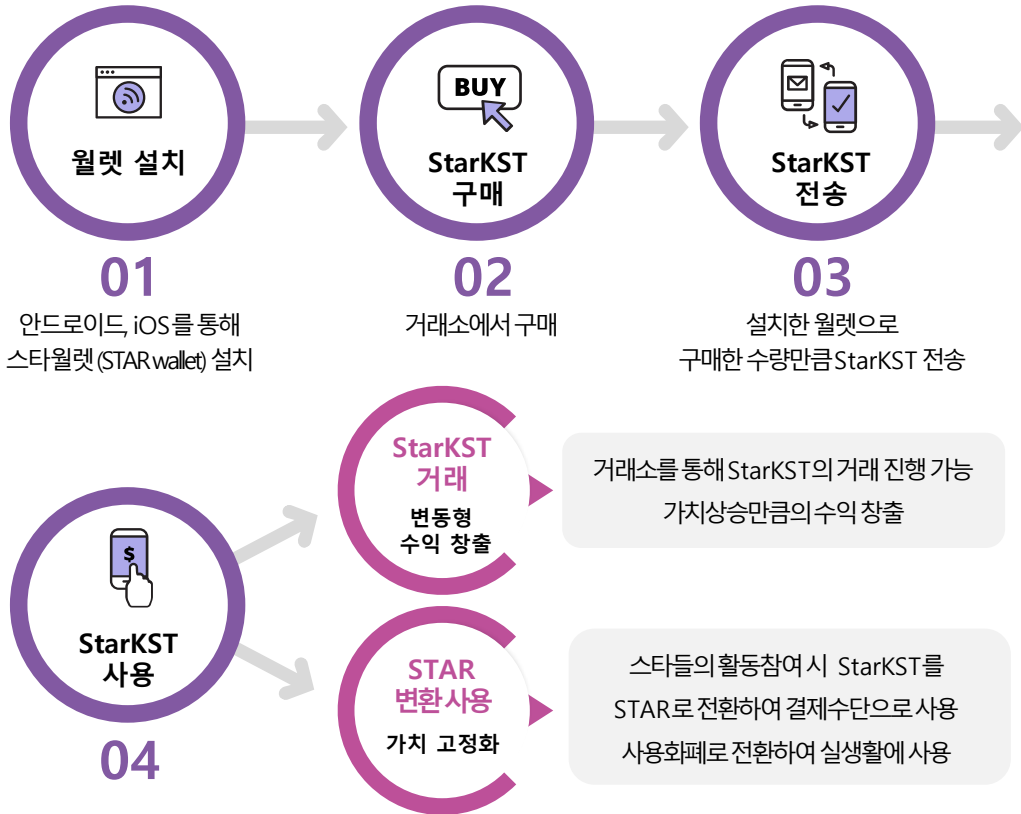 월렛 설치
01
안드로이드, iOS를 통해
스타월렛(STAR wallet) 설치
BUY
StarKST
구매
02
거래소에서 구매
StarKST
전송
03
설치한 월렛으로
구매한 수량만큼 StarKST 전송
$
StarKST
사용
04
StarKST
거래
변동형
수익 창출
거래소를 통해 StarKST의 거래 진행 가능
가치상승만큼의 수익 창출
STAR
변환 사용
가치 고정화
스타들의 활동참여 시 StarKST를
STAR로 전환하여 결제수단으로 사용
사용화폐로 전환하여 실생활에 사용